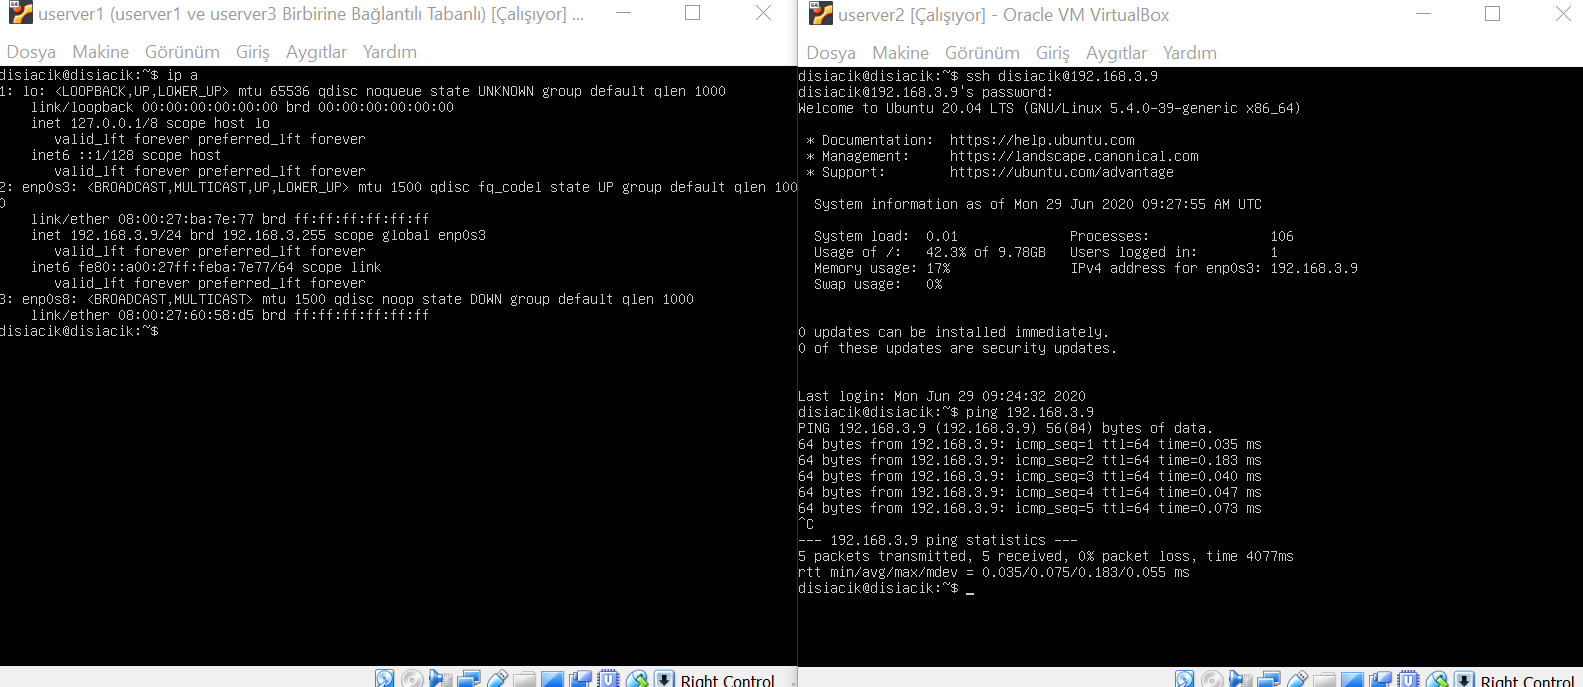 userver1 (userver1 ve userver3 Birbirine Bağlantılı Tabanlı) [Çalışıyor] ...
Dosya Makine Görünüm Giriş Aygıtlar Yardım
disiacik@disiacik:~$ ip a
1: lo: <LOOPBACK,UP,LOWER_UP> mtu 65536 qdisc noqueue state UNKNOWN group default qlen 1000
    link/loopback 00:00:00:00:00:00 brd 00:00:00:00:00:00
    inet 127.0.0.1/8 scope host lo
       valid_lft forever preferred_lft forever
    inet6 ::1/128 scope host
       valid_lft forever preferred_lft forever
2: enp0s3: <BROADCAST,MULTICAST,UP,LOWER_UP> mtu 1500 qdisc fq_codel state UP group default qlen 100
0
    link/ether 08:00:27:ba:7e:77 brd ff:ff:ff:ff:ff:ff
    inet 192.168.3.9/24 brd 192.168.3.255 scope global enp0s3
       valid_lft forever preferred_lft forever
    inet6 fe80::a00:27ff:feba:7e77/64 scope link
       valid_lft forever preferred_lft forever
3: enp0s8: <BROADCAST,MULTICAST> mtu 1500 qdisc noop state DOWN group default qlen 1000
    link/ether 08:00:27:60:58:d5 brd ff:ff:ff:ff:ff:ff
disiacik@disiacik:~$
Right Control
userver2 [Çalışıyor] - Oracle VM VirtualBox
Dosya Makine Görünüm Giriş Aygıtlar Yardım
disiacik@disiacik:~$ ssh disiacik@192.168.3.9
disiacik@192.168.3.9's password:
Welcome to Ubuntu 20.04 LTS (GNU/Linux 5.4.0-39-generic x86_64)
 * Documentation:  https://help.ubuntu.com
 * Management:     https://landscape.canonical.com
 * Support:        https://ubuntu.com/advantage
  System information as of Mon 29 Jun 2020 09:27:55 AM UTC
  System load:  0.01              Processes:               106
  Usage of /:   42.3% of 9.78GB   Users logged in:         1
  Memory usage: 17%               IPv4 address for enp0s3: 192.168.3.9
  Swap usage:   0%
0 updates can be installed immediately.
0 of these updates are security updates.
Last login: Mon Jun 29 09:24:32 2020
disiacik@disiacik:~$ ping 192.168.3.9
PING 192.168.3.9 (192.168.3.9) 56(84) bytes of data.
64 bytes from 192.168.3.9: icmp_seq=1 ttl=64 time=0.035 ms
64 bytes from 192.168.3.9: icmp_seq=2 ttl=64 time=0.183 ms
64 bytes from 192.168.3.9: icmp_seq=3 ttl=64 time=0.040 ms
64 bytes from 192.168.3.9: icmp_seq=4 ttl=64 time=0.047 ms
64 bytes from 192.168.3.9: icmp_seq=5 ttl=64 time=0.073 ms
^C
--- 192.168.3.9 ping statistics ---
5 packets transmitted, 5 received, 0% packet loss, time 4077ms
rtt min/avg/max/mdev = 0.035/0.075/0.183/0.055 ms
disiacik@disiacik:~$ _
Right Control